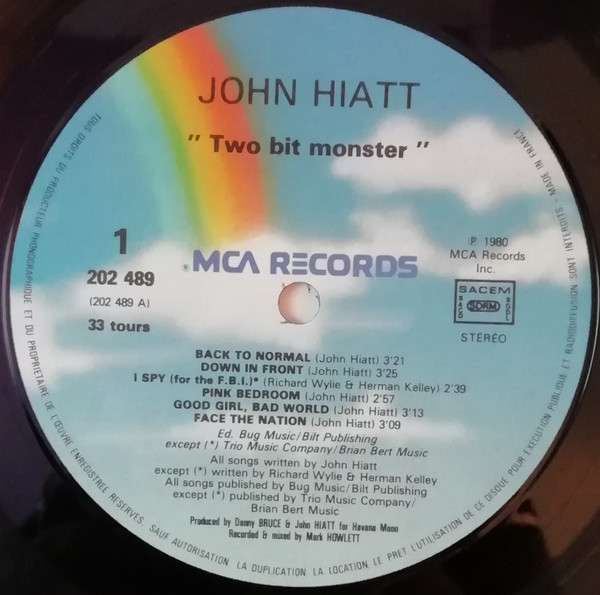 JOHN HIATT
" Two bit monster "
1
202 489
(202 489 A)
33 tours
MCA RECORDS
℗ 1980
MCA Records
Inc.
SACEM
SDRM
SACD
SGDL
STÉRÉO
BACK TO NORMAL (John Hiatt) 3'21
DOWN IN FRONT (John Hiatt) 3'25
I SPY (for the F.B.I.)* (Richard Wylie & Herman Kelley) 2'39
PINK BEDROOM (John Hiatt) 2'57
GOOD GIRL, BAD WORLD (John Hiatt) 3'13
FACE THE NATION (John Hiatt) 3'09
Ed. Bug Music/Bilt Publishing
except (*) Trio Music Company/Brian Bert Music
All songs written by John Hiatt
except (*) written by Richard Wylie & Herman Kelley
All songs published by Bug Music/Bilt Publishing
except (*) published by Trio Music Company/
Brian Bert Music
Produced by Denny BRUCE & John HIATT for Havana Moon
Recorded & mixed by Mark HOWLETT
TOUS DROITS DU PRODUCTEUR PHONOGRAPHIQUE ET DU PROPRIETAIRE DE L'ŒUVRE ENREGISTREE RESERVES. SAUF AUTORISATION LA DUPLICATION LA LOCATION LE PRET L'UTILISATION DE CE DISQUE POUR EXECUTION PUBLIQUE ET RADIODIFFUSION SONT INTERDITS - MADE IN FRANCE